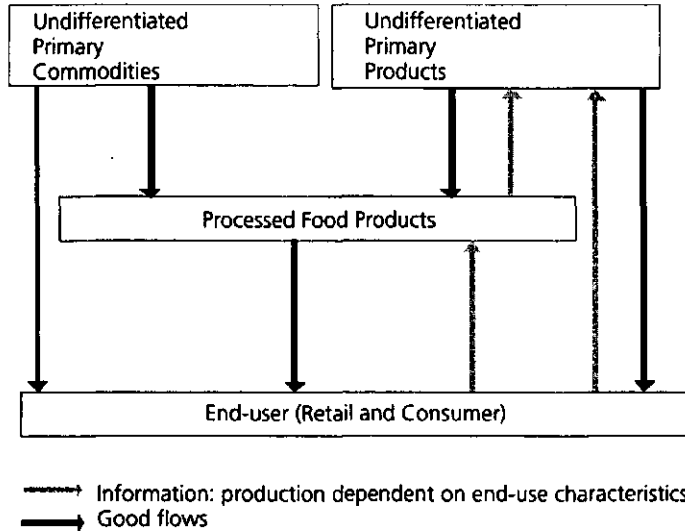 Undifferentiated
Primary
Commodities
Undifferentiated
Primary
Products
Processed Food Products
End-user (Retail and Consumer)
Information: production dependent on end-use characteristics
Good flows